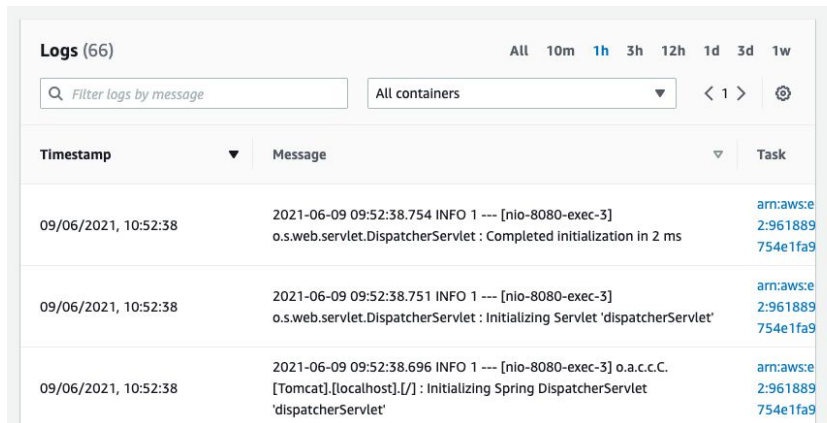 Logs (66)
All 10m 1h 3h 12h 1d 3d 1w
Filter logs by message
All containers
1
Timestamp Message Task
09/06/2021, 10:52:38
2021-06-09 09:52:38.754 INFO 1 --- [nio-8080-exec-3]
o.s.web.servlet.DispatcherServlet : Completed initialization in 2 ms
arn:aws:e
2:961889
754e1fa9
09/06/2021, 10:52:38
2021-06-09 09:52:38.751 INFO 1 --- [nio-8080-exec-3]
o.s.web.servlet.DispatcherServlet : Initializing Servlet 'dispatcherServlet'
arn:aws:e
2:961889
754e1fa9
09/06/2021, 10:52:38
2021-06-09 09:52:38.696 INFO 1 --- [nio-8080-exec-3] o.a.c.c.C.
[Tomcat].[localhost].[/] : Initializing Spring DispatcherServlet
'dispatcherServlet'
arn:aws:e
2:961889
754e1fa9